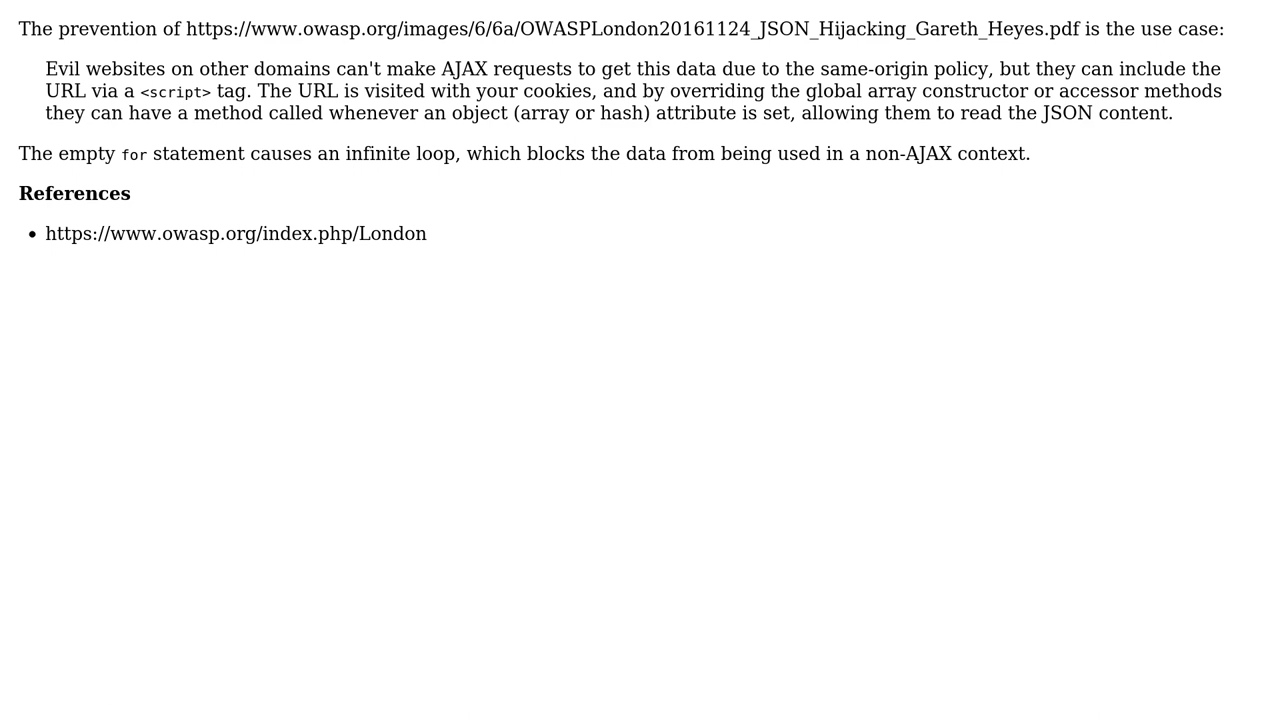 The prevention of https://www.owasp.org/images/6/6a/OWASPLondon20161124_JSON_Hijacking_Gareth_Heyes.pdf is the use case:
Evil websites on other domains can't make AJAX requests to get this data due to the same-origin policy, but they can include the
URL via a <script> tag. The URL is visited with your cookies, and by overriding the global array constructor or accessor methods
they can have a method called whenever an object (array or hash) attribute is set, allowing them to read the JSON content.
The empty for statement causes an infinite loop, which blocks the data from being used in a non-AJAX context.
References
• https://www.owasp.org/index.php/London